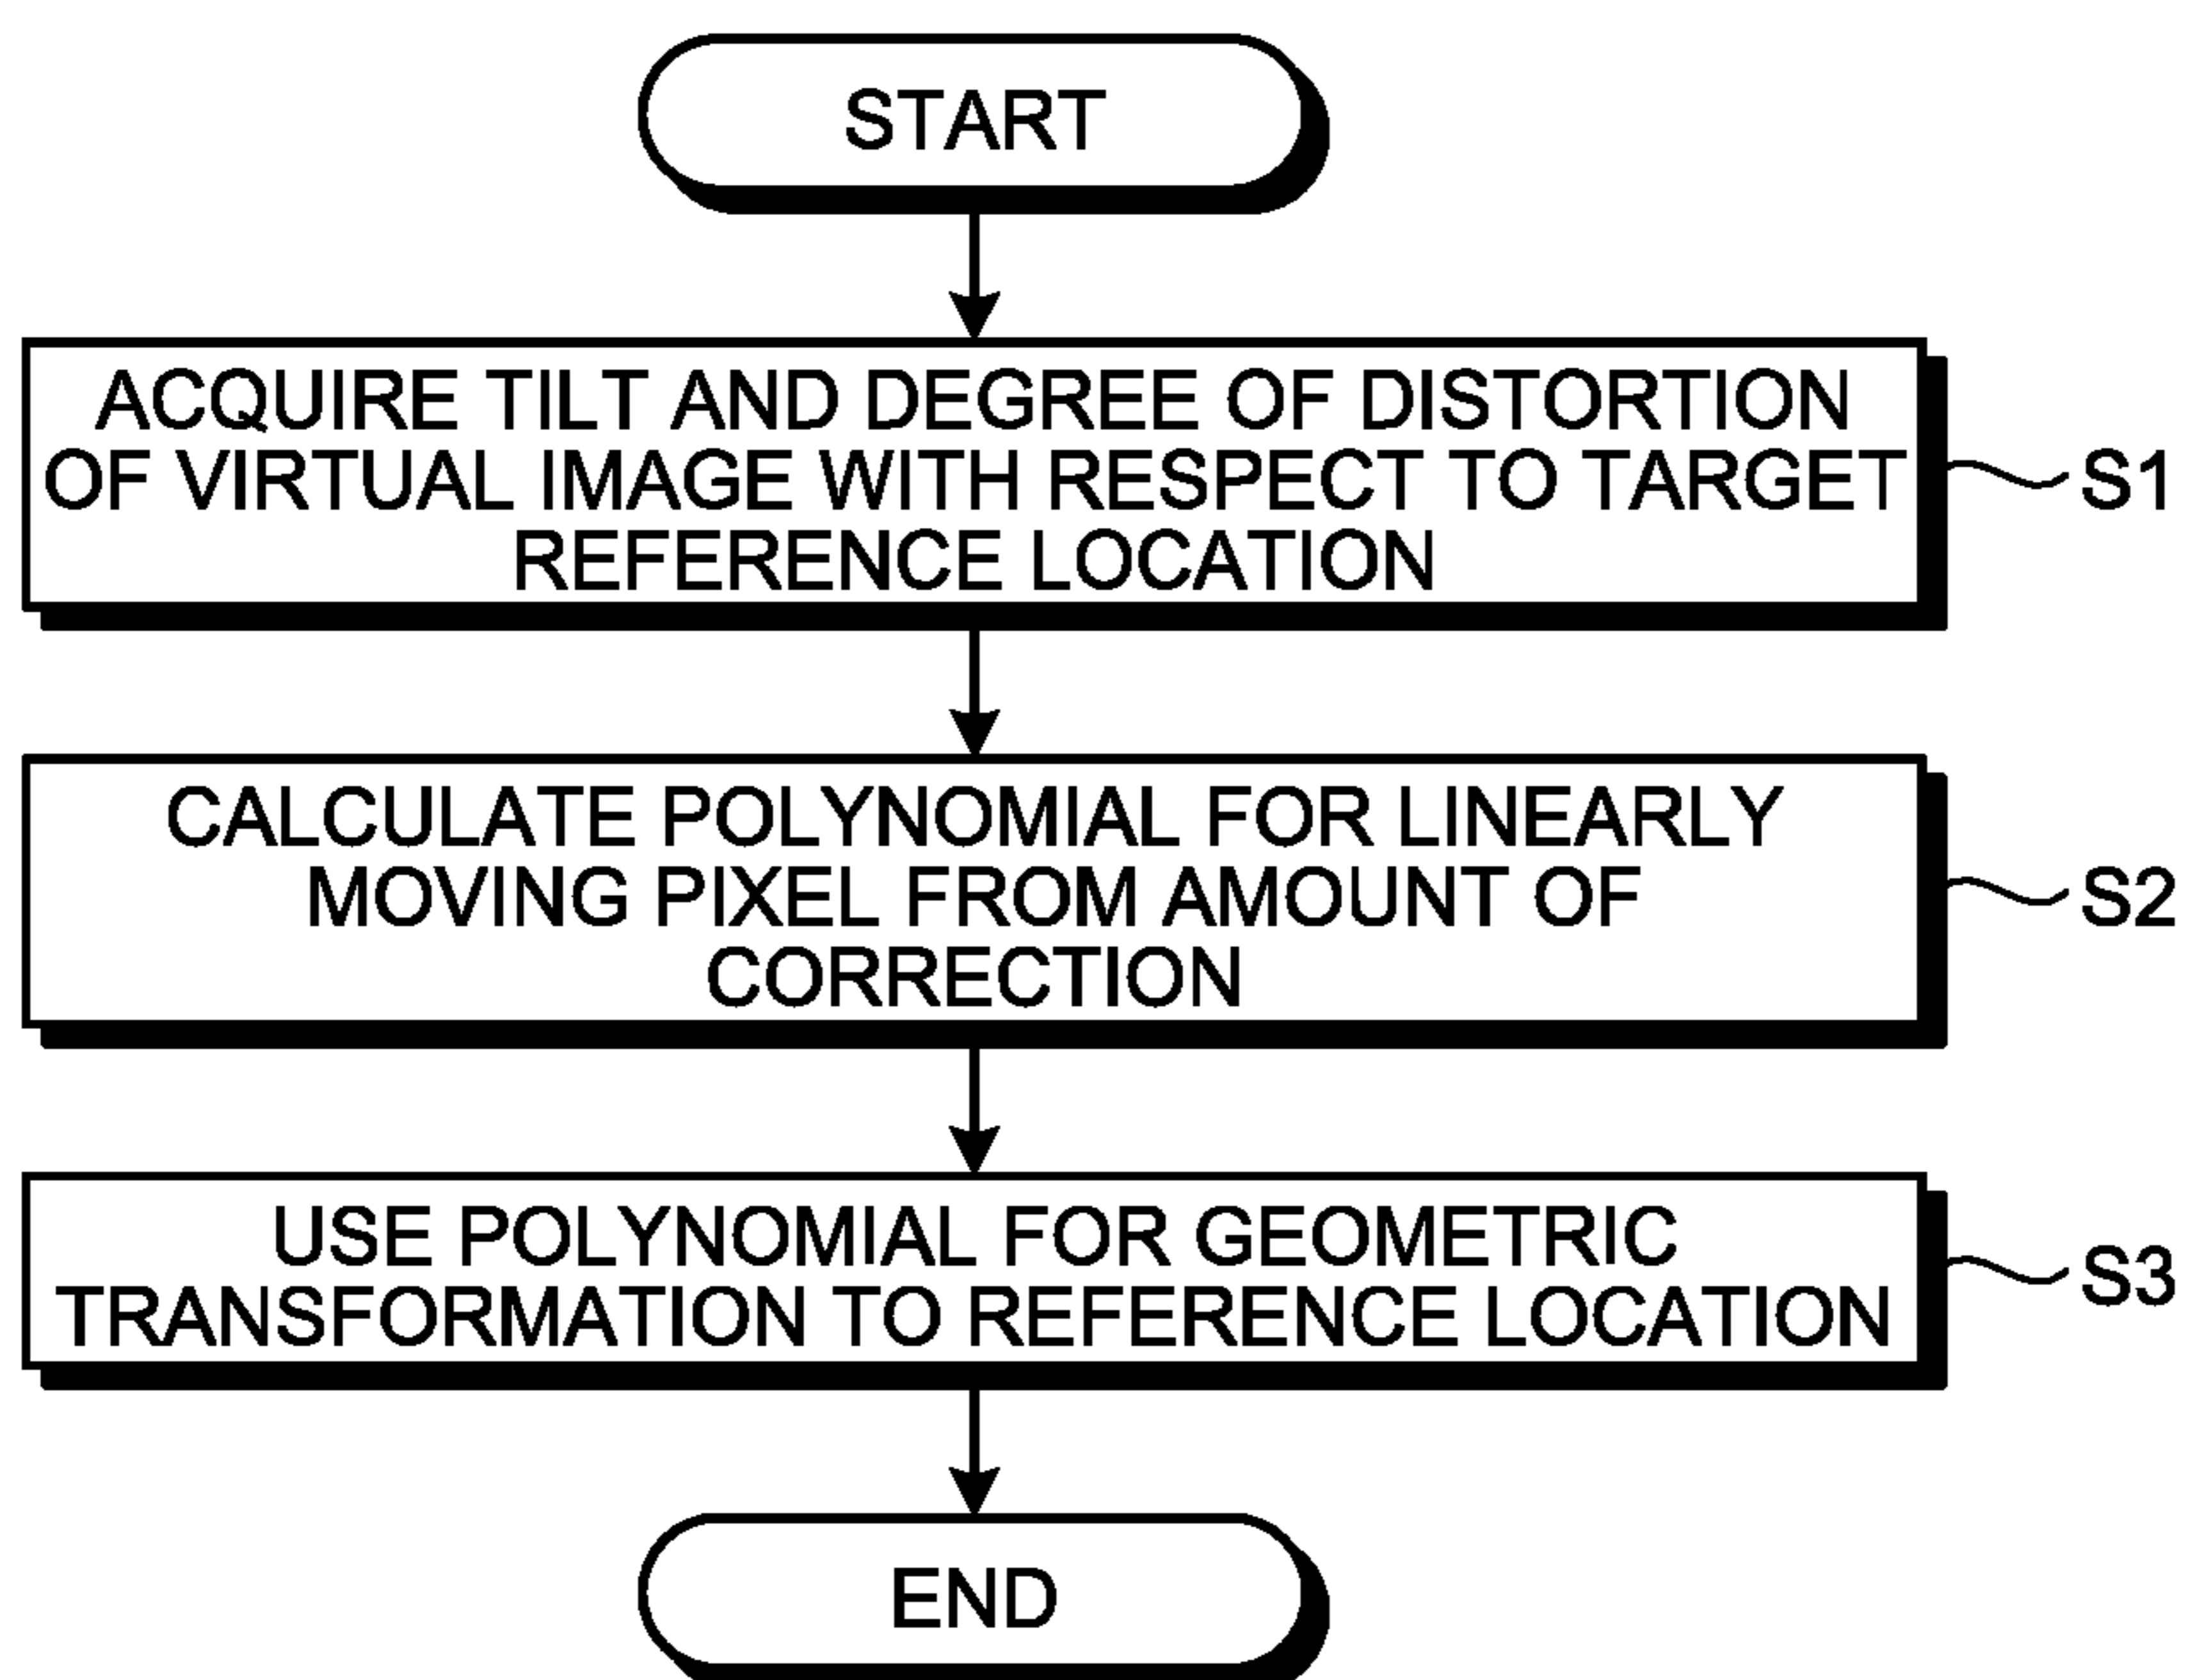 START
ACQUIRE TILT AND DEGREE OF DISTORTION
OF VIRTUAL IMAGE WITH RESPECT TO TARGET
REFERENCE LOCATION
S1
CALCULATE POLYNOMIAL FOR LINEARLY
MOVING PIXEL FROM AMOUNT OF
CORRECTION
S2
USE POLYNOMIAL FOR GEOMETRIC
TRANSFORMATION TO REFERENCE LOCATION
S3
END